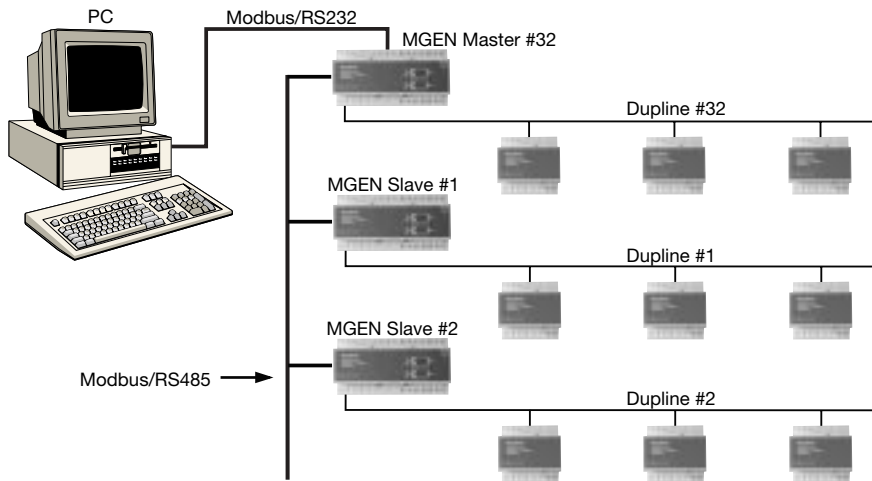 PC
Modbus/RS232
MGEN Master #32
Dupline #32
MGEN Slave #1
Dupline #1
MGEN Slave #2
Modbus/RS485
Dupline #2